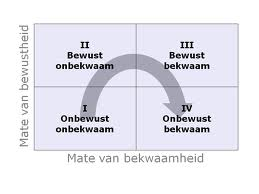 Mate van bewustheid
II
Bewust
onbekwaam
III
Bewust
bekwaam
I
Onbewust
onbekwaam
IV
Onbewust
bekwaam
Mate van bekwaamheid